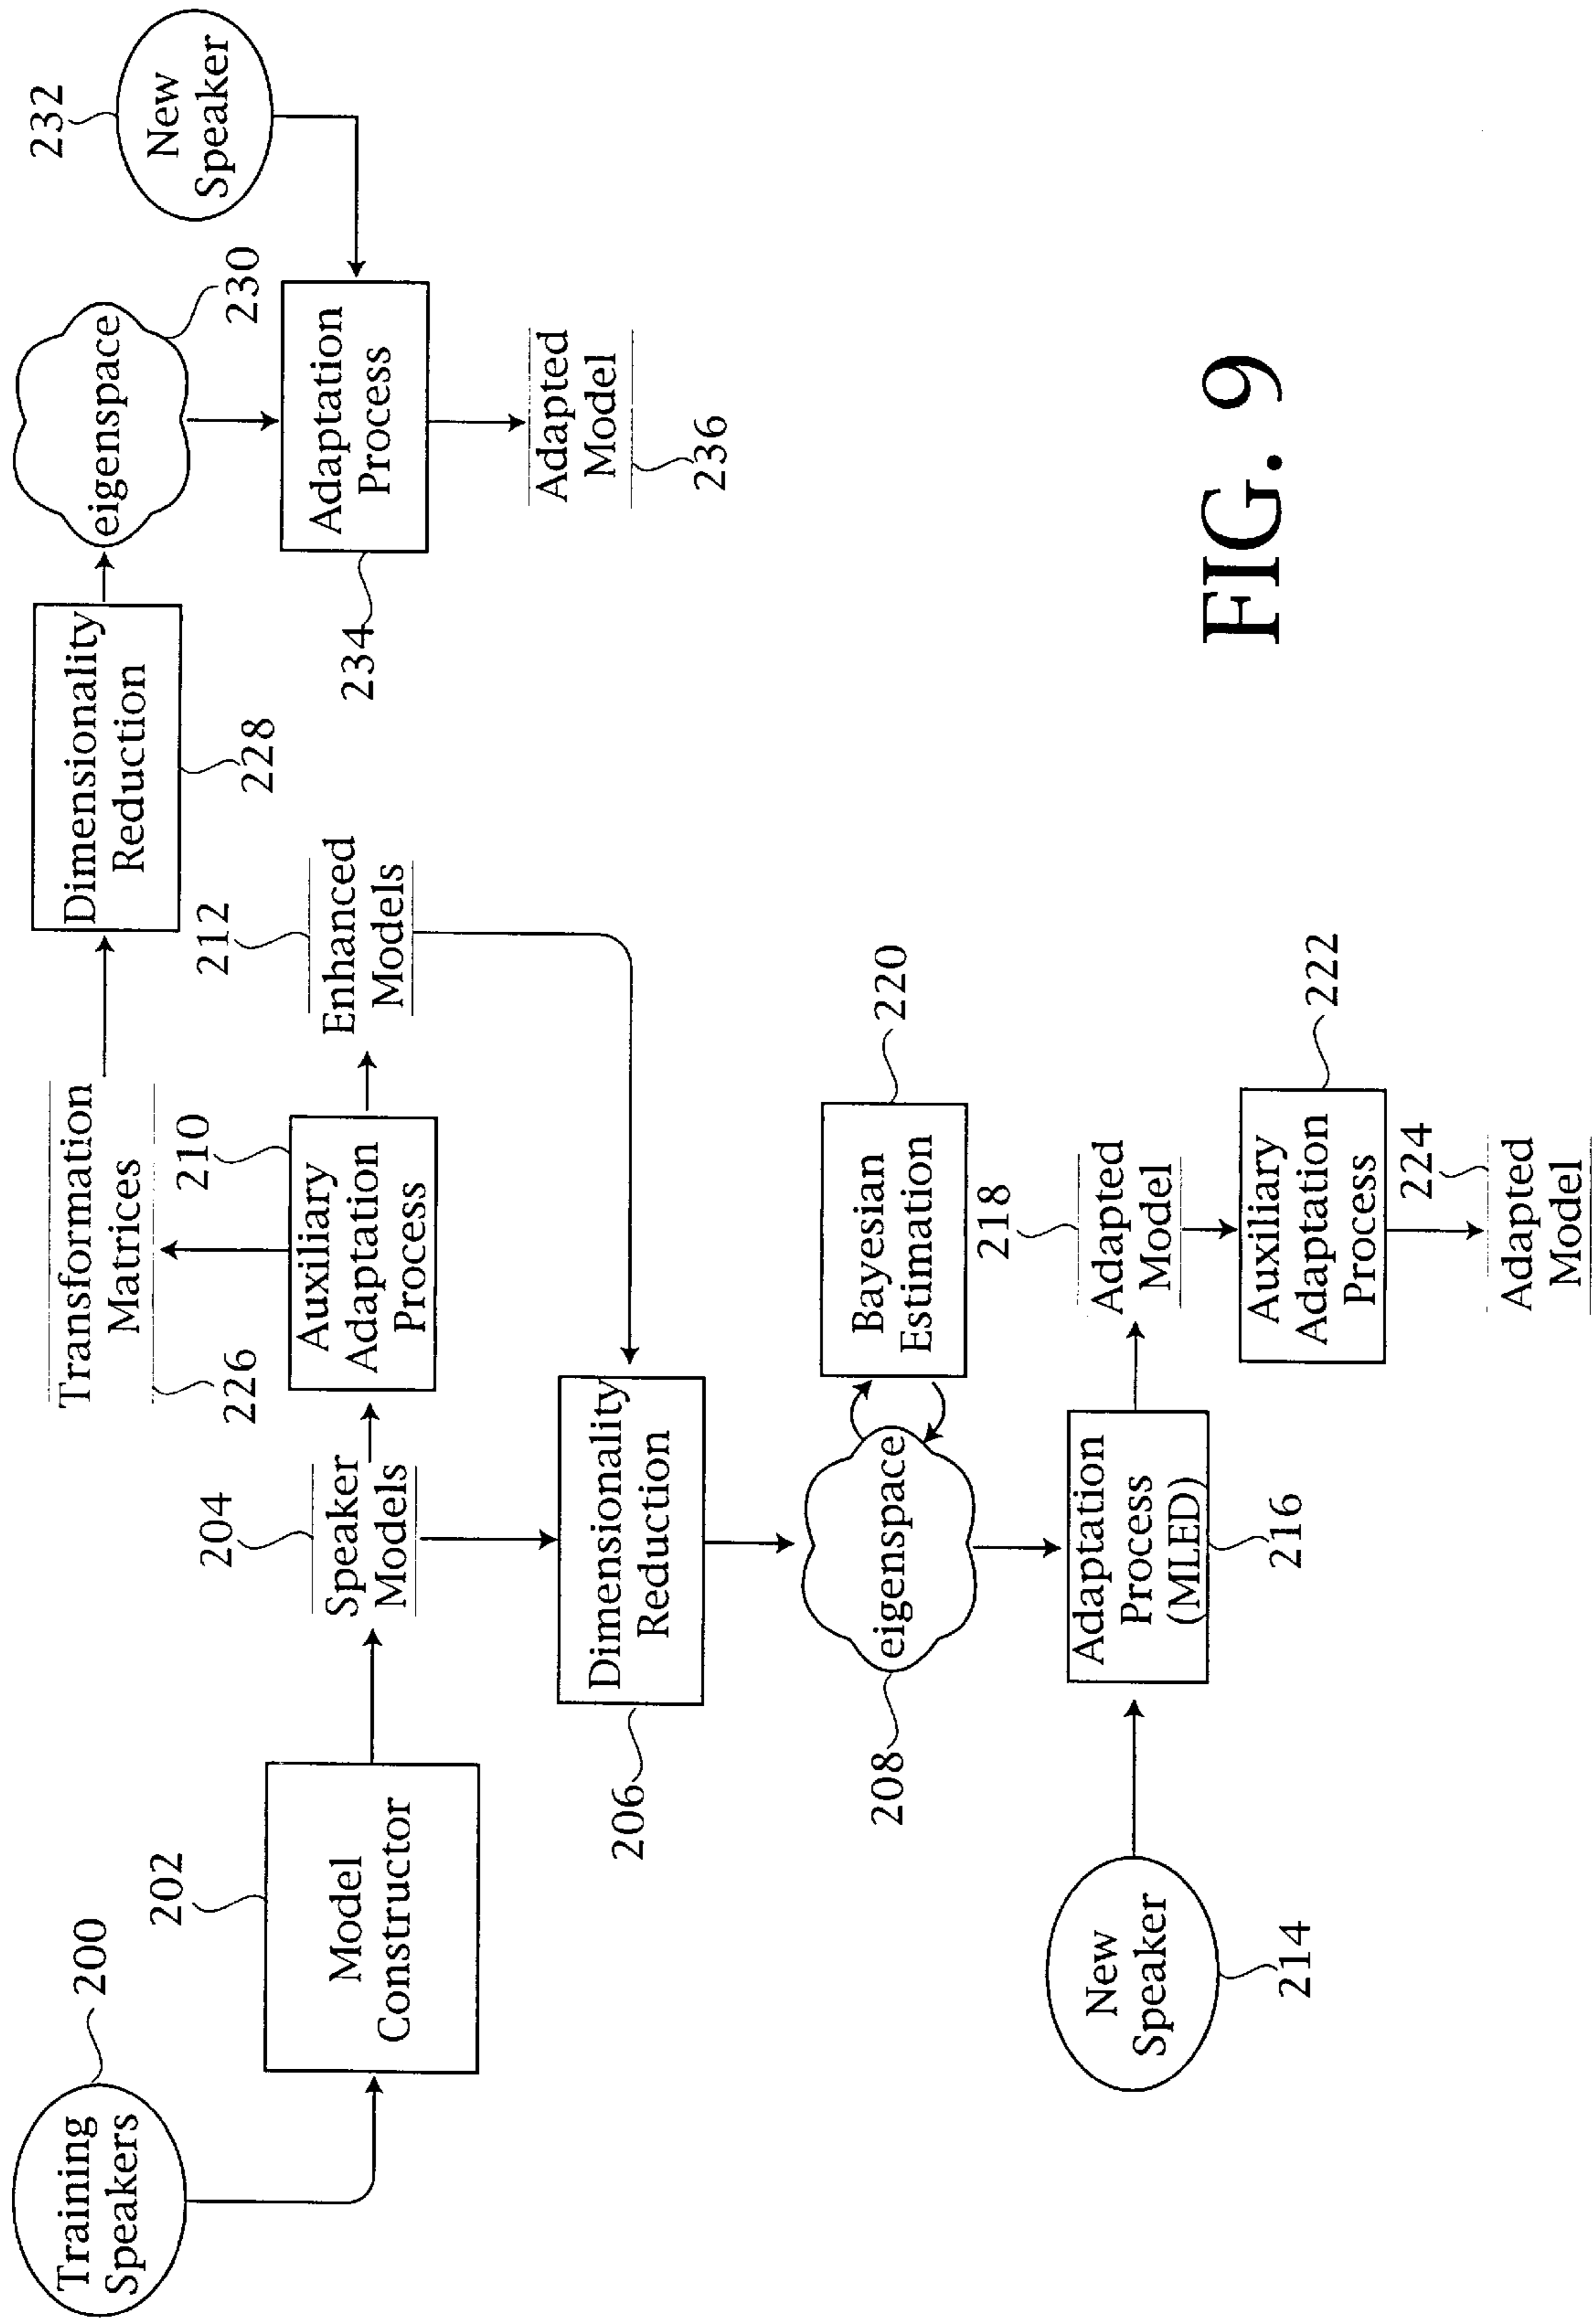 Training
Speakers
200
202
Model
Constructor
204
Speaker
Models
Transformation
Matrices
226
210
Auxiliary
Adaptation
Process
212
Enhanced
Models
Dimensionality
Reduction
228
eigenspace
230
232
New
Speaker
Adaptation
Process
234
Adapted
Model
236
Dimensionality
Reduction
206
eigenspace
208
Bayesian
Estimation
220
New
Speaker
214
Adaptation
Process
(MLED)
216
218
Adapted
Model
Auxiliary
Adaptation
Process
222
224
Adapted
Model
FIG. 9